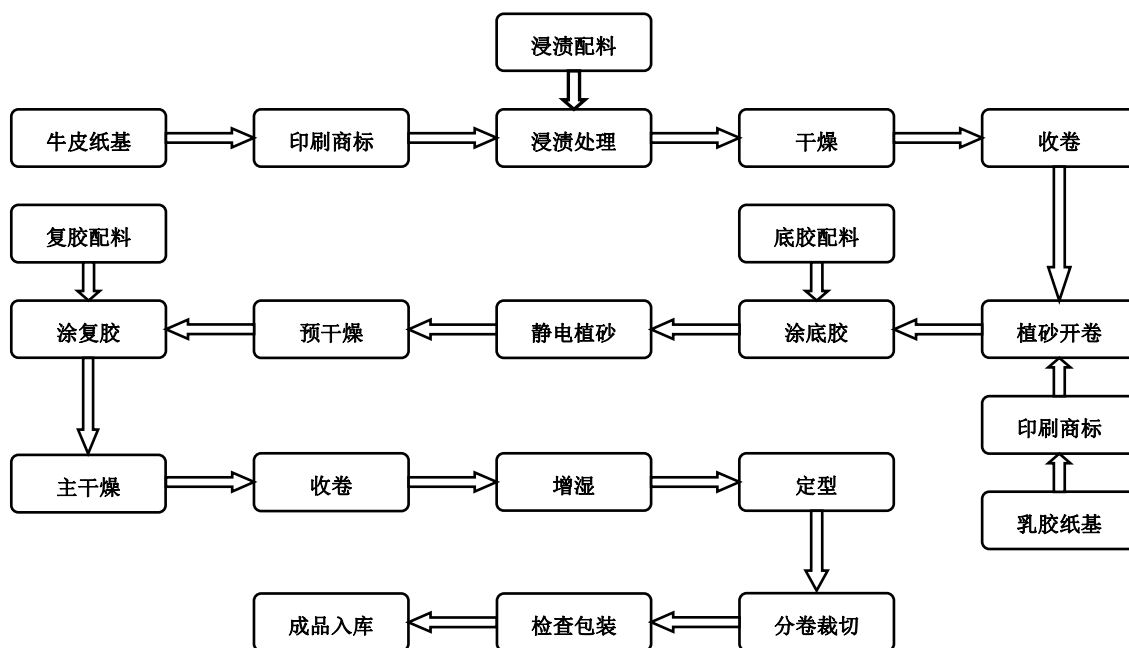 浸渍配料
牛皮纸基
印刷商标
浸渍处理
干燥
收卷
复胶配料
底胶配料
涂复胶
预干燥
静电植砂
涂底胶
植砂开卷
印刷商标
主干燥
收卷
增湿
定型
乳胶纸基
成品入库
检查包装
分卷裁切